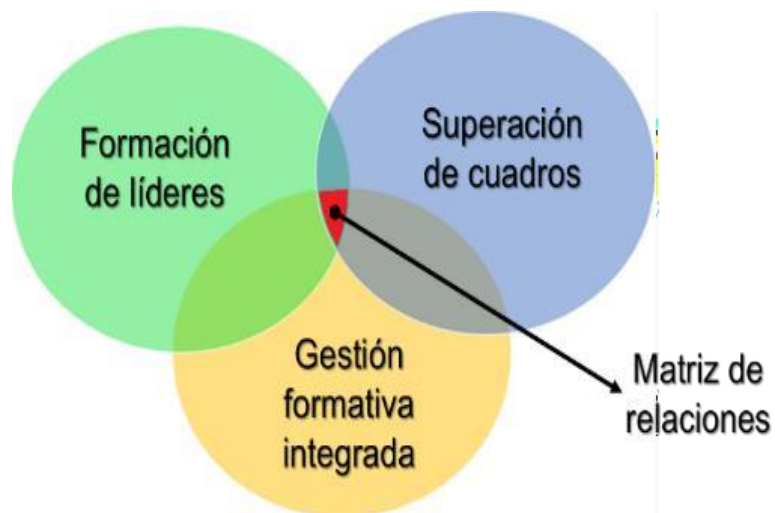 Formación
de líderes
Superación
de cuadros
Gestión
formativa
integrada
Matriz de
relaciones